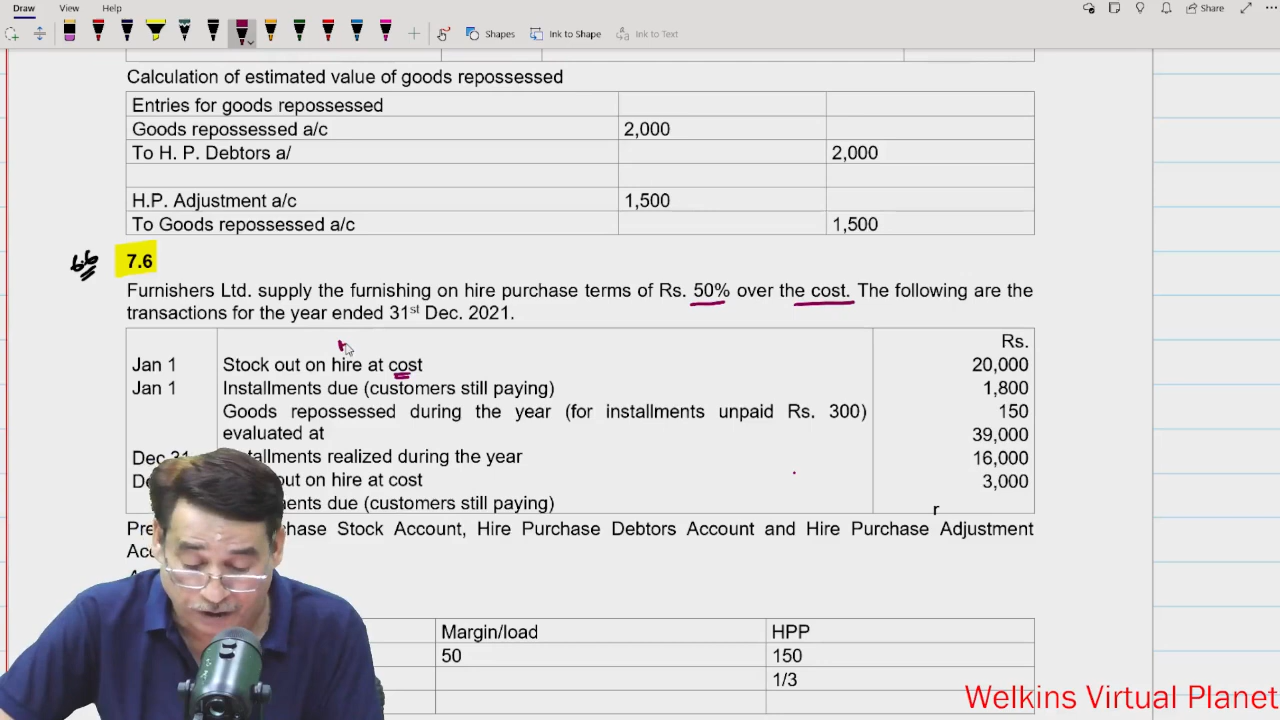 Draw View Help
Share
Shapes Ink to Shape Ink to Text
Calculation of estimated value of goods repossessed
Entries for goods repossessed
Goods repossessed a/c 2,000
To H. P. Debtors a/ 2,000
H.P. Adjustment a/c 1,500
To Goods repossessed a/c 1,500
7.6
Furnishers Ltd. supply the furnishing on hire purchase terms of Rs. 50% over the cost. The following are the
transactions for the year ended 31st Dec. 2021.
Rs.
Jan 1 Stock out on hire at cost 20,000
Jan 1 Installments due (customers still paying) 1,800
Goods repossessed during the year (for installments unpaid Rs. 300) 150
evaluated at 39,000
Dec 31 tallments realized during the year 16,000
De out on hire at cost 3,000
ents due (customers still paying)
r
Pre chase Stock Account, Hire Purchase Debtors Account and Hire Purchase Adjustment
Acc
Margin/load HPP
50 150
1/3
Welkins Virtual Planet